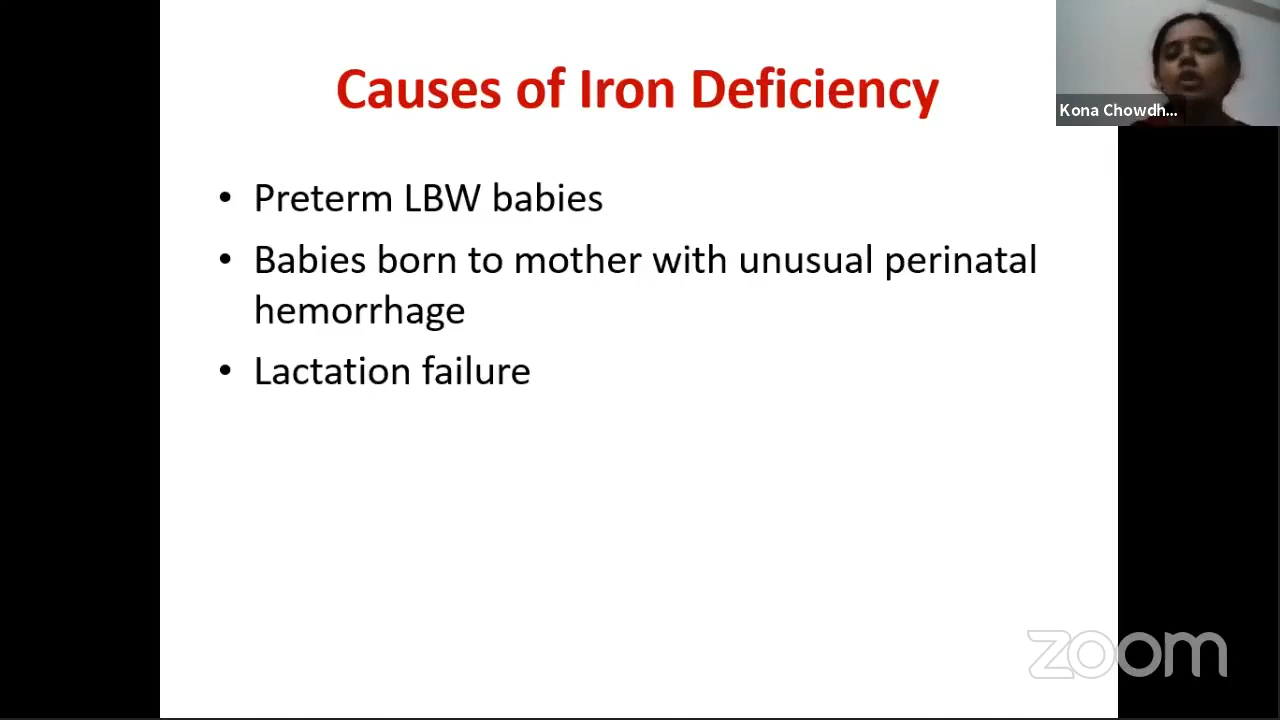 Causes of Iron Deficiency
Kona Chowdh...
• Preterm LBW babies
• Babies born to mother with unusual perinatal
hemorrhage
• Lactation failure
zoom